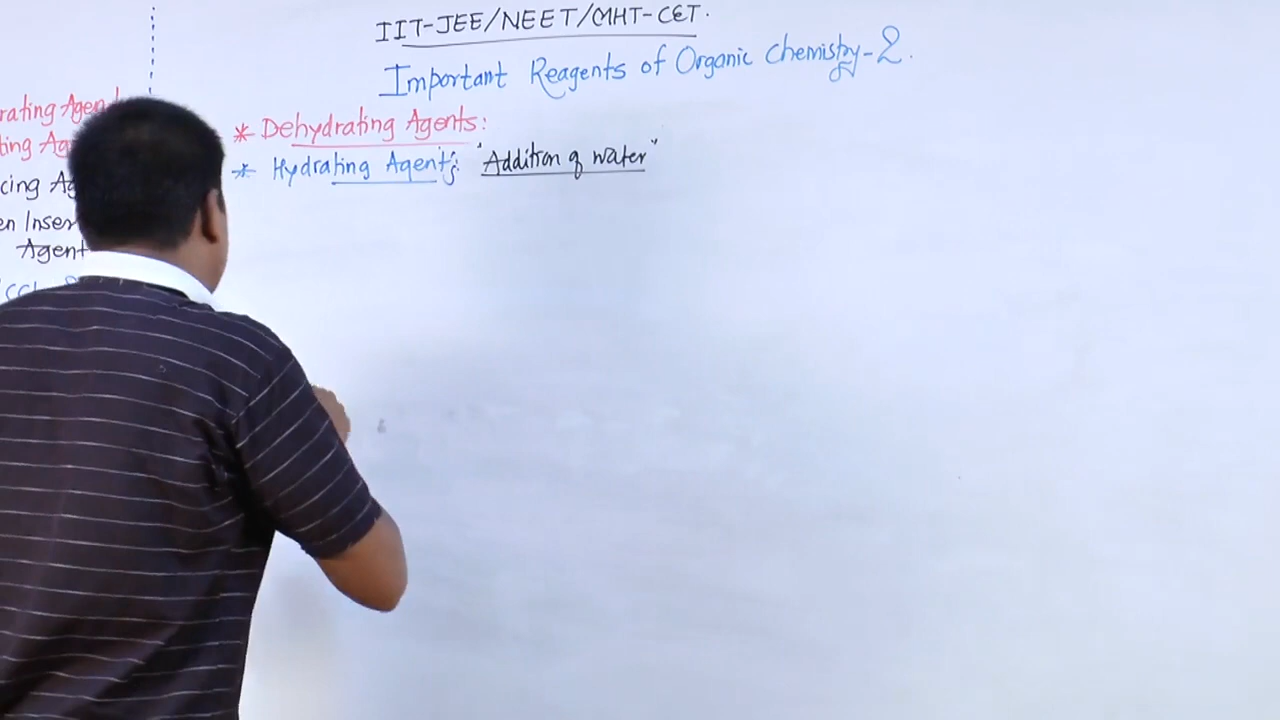 IIT-JEE/NEET/MHT-CET.
Important Reagents of Organic Chemistry-2.
* Dehydrating Agents:
* Hydrating Agent's: "Addition of water"
rating Agent
ting Ag
cing Ag
en Inser
Agent